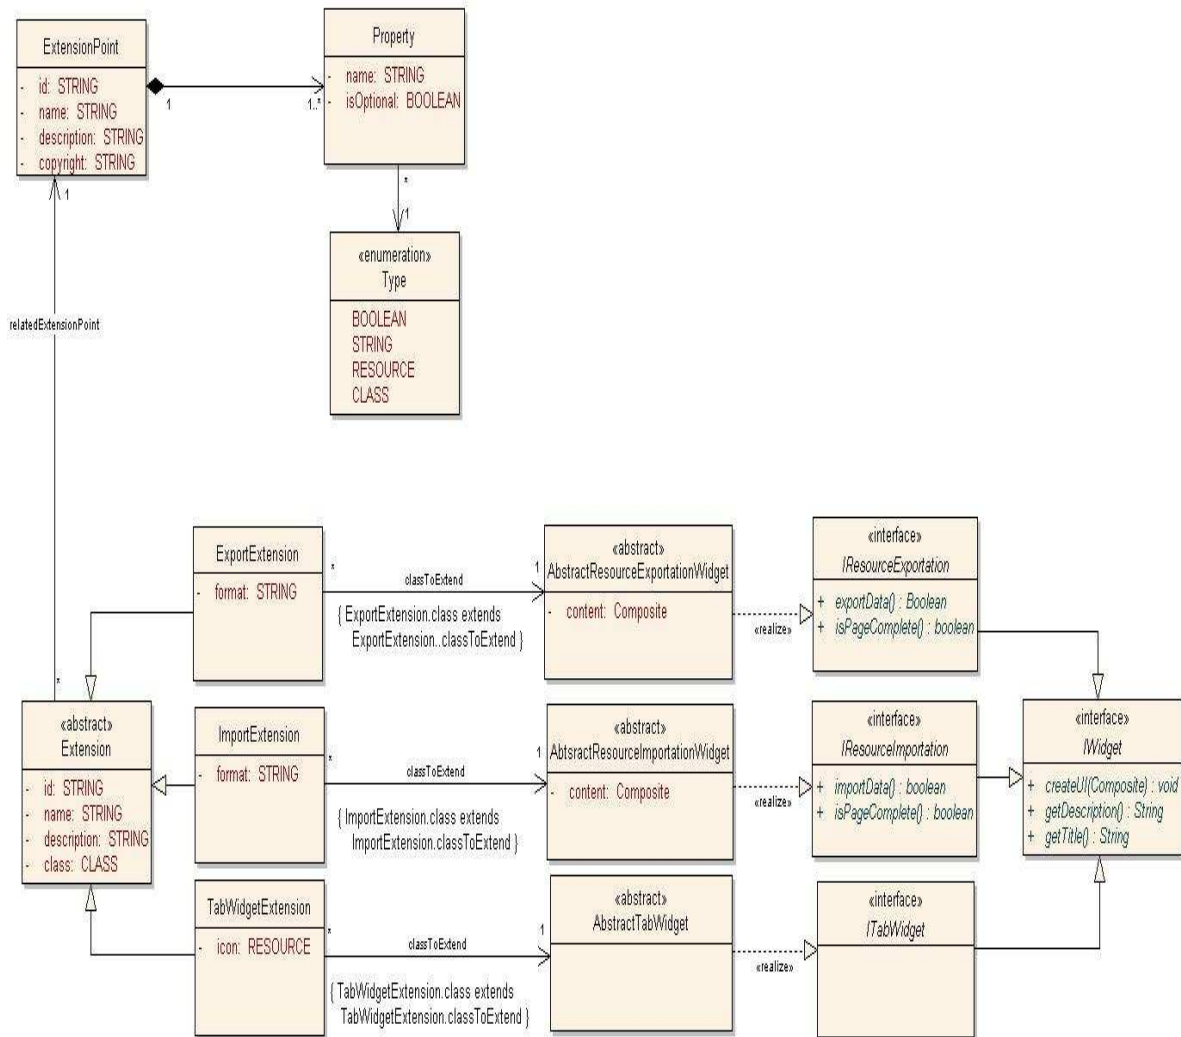 ExtensionPoint
- id: STRING
- name: STRING
- description: STRING
- copyright: STRING
1
1..*
Property
- name: STRING
- isOptional: BOOLEAN
*
1
«enumeration»
Type
BOOLEAN
STRING
RESOURCE
CLASS
1
relatedExtensionPoint
*
«abstract»
Extension
- id: STRING
- name: STRING
- description: STRING
- class: CLASS
ExportExtension
- format: STRING
*
classToExtend
1
{ ExportExtension.class extends
ExportExtension..classToExtend }
«abstract»
AbstractResourceExportationWidget
- content: Composite
«realize»
«interface»
IResourceExportation
+ exportData() : Boolean
+ isPageComplete() : boolean
ImportExtension
- format: STRING
*
classToExtend
1
{ ImportExtension.class extends
ImportExtension.classToExtend }
«abstract»
AbtsractResourceImportationWidget
- content: Composite
«realize»
«interface»
IResourceImportation
+ importData() : boolean
+ isPageComplete() : boolean
«interface»
IWidget
+ createUI(Composite) : void
+ getDescription() : String
+ getTitle() : String
TabWidgetExtension
- icon: RESOURCE
*
classToExtend
1
{ TabWidgetExtension.class extends
TabWidgetExtension.classToExtend }
«abstract»
AbstractTabWidget
«realize»
«interface»
ITabWidget